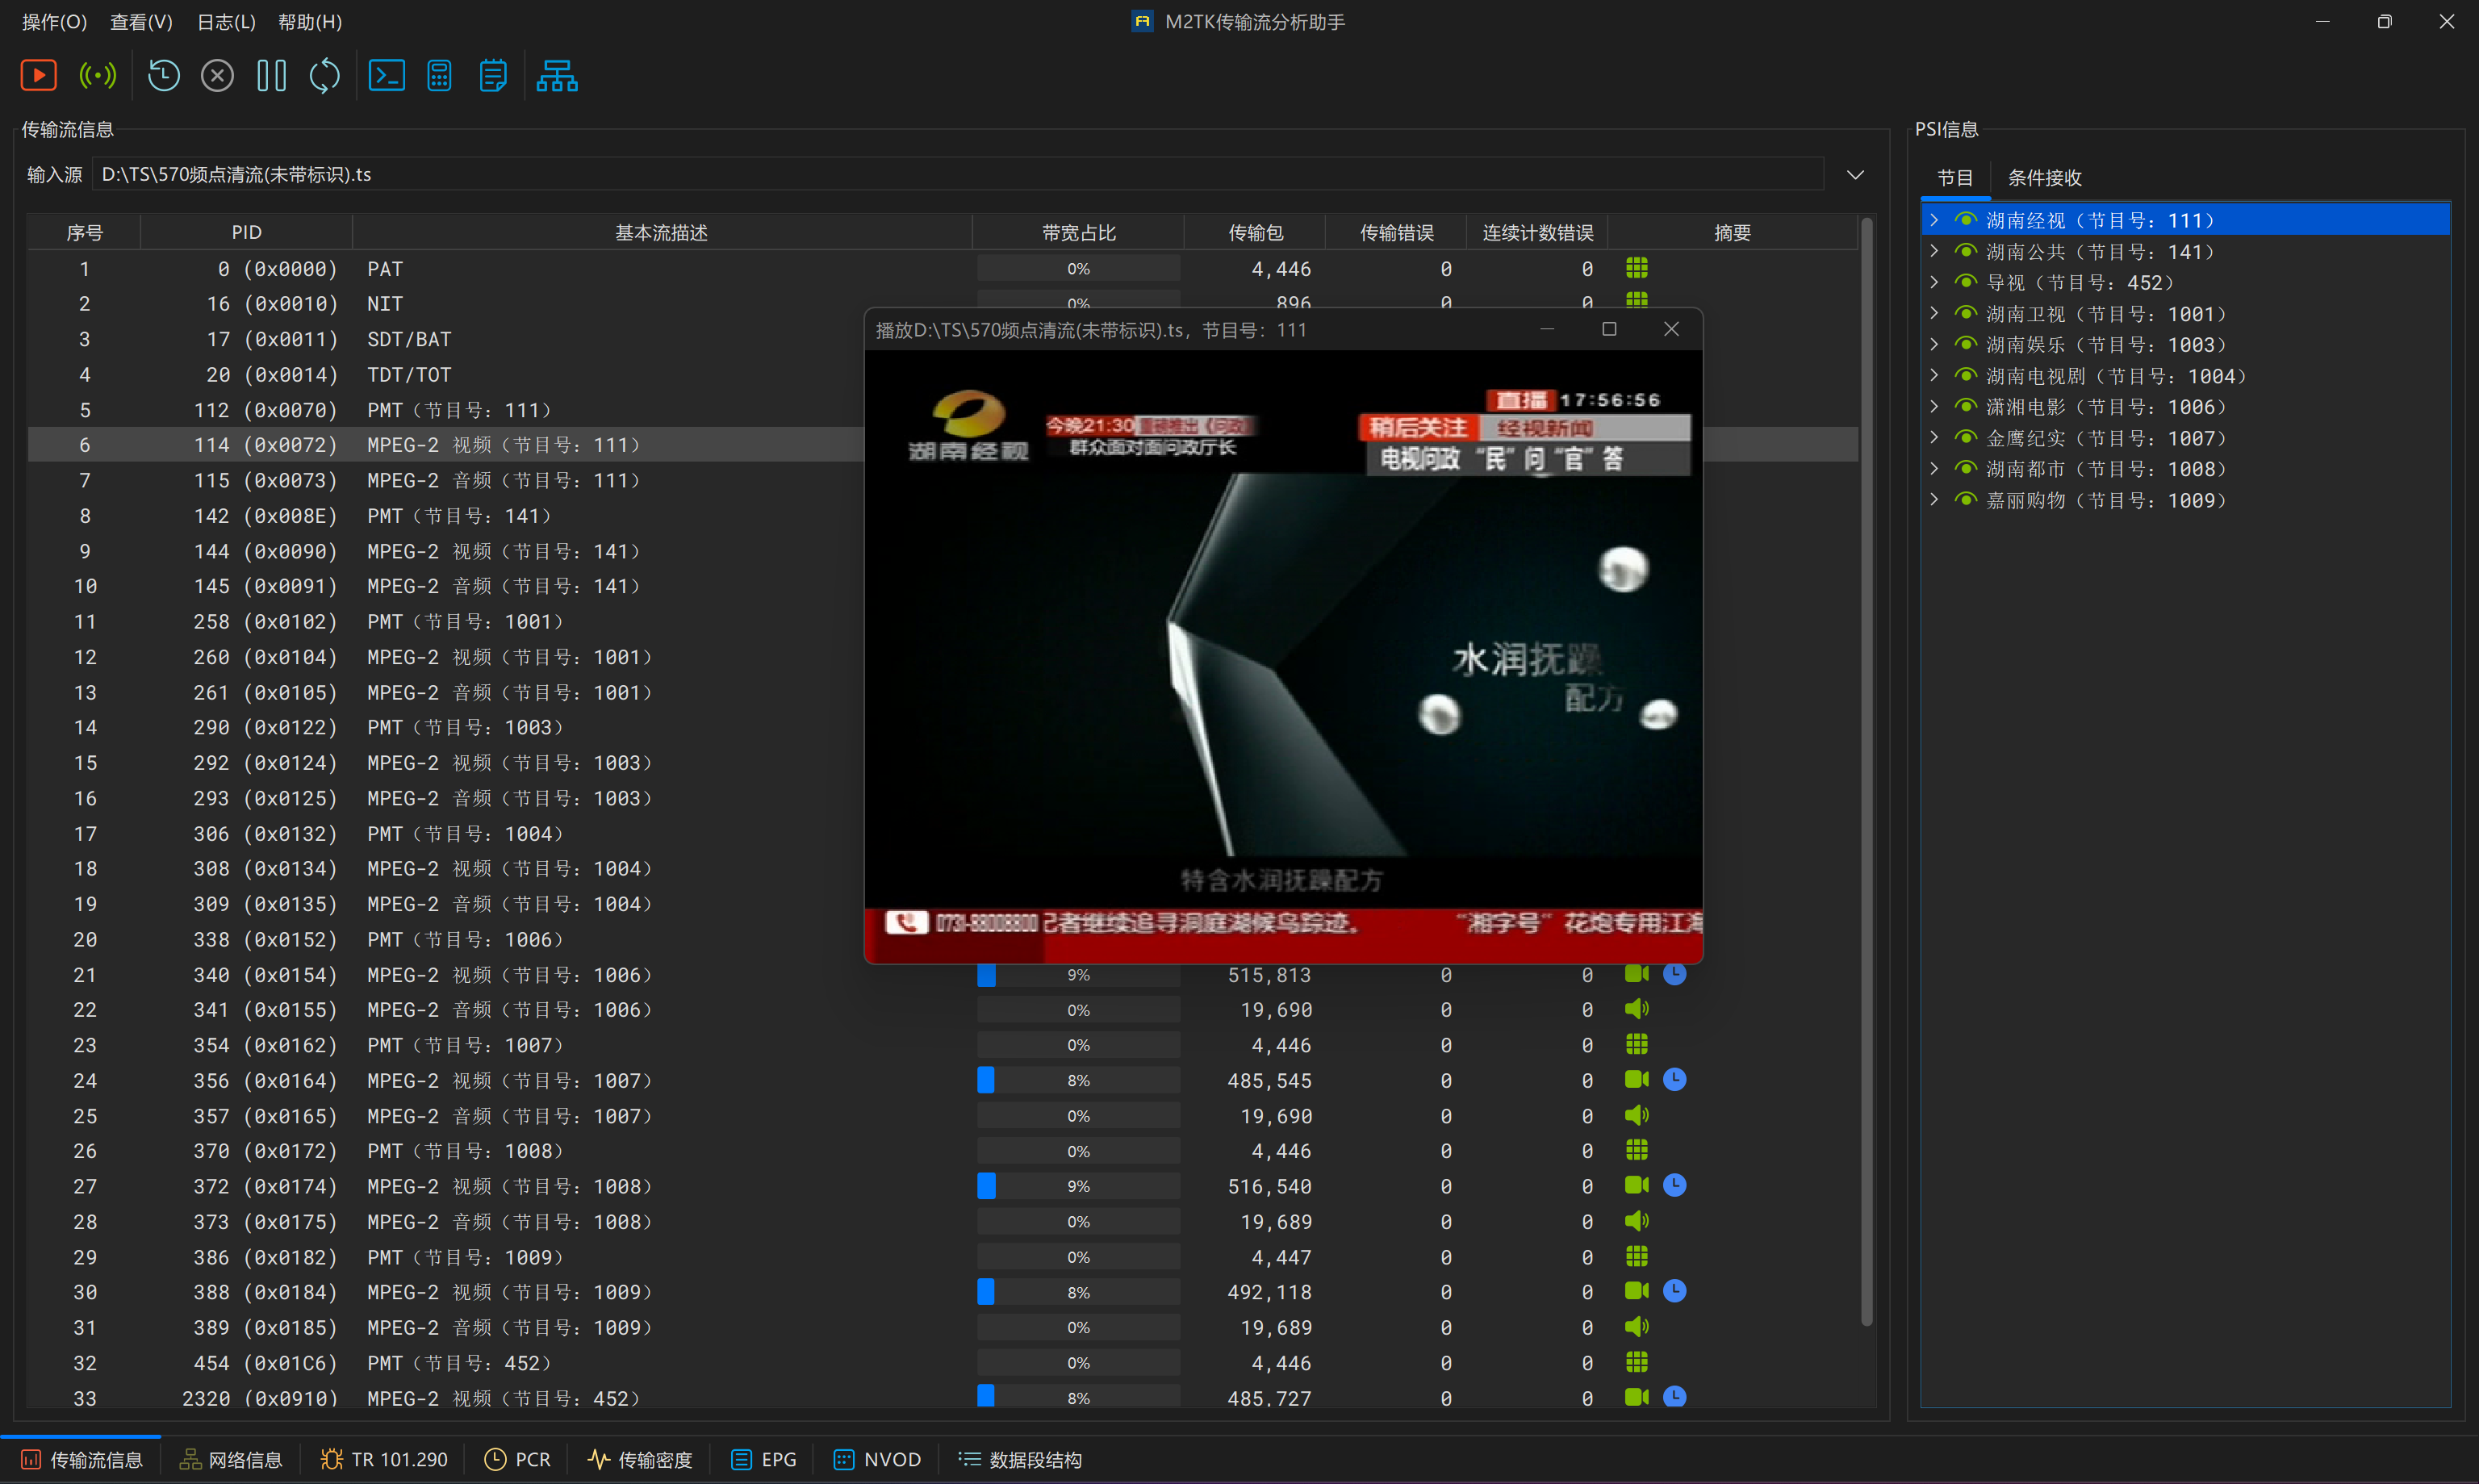 操作(O) 查看(V) 日志(L) 帮助(H) M2TK传输流分析助手
传输流信息
输入源 D:\TS\570频点清流(未带标识).ts
序号 PID 基本流描述 带宽占比 传输包 传输错误 连续计数错误 摘要
1 0 (0x0000) PAT 0% 4,446 0 0
2 16 (0x0010) NIT 0% 896 0 0
3 17 (0x0011) SDT/BAT
4 20 (0x0014) TDT/TOT
5 112 (0x0070) PMT（节目号：111）
6 114 (0x0072) MPEG-2 视频（节目号：111）
7 115 (0x0073) MPEG-2 音频（节目号：111）
8 142 (0x008E) PMT（节目号：141）
9 144 (0x0090) MPEG-2 视频（节目号：141）
10 145 (0x0091) MPEG-2 音频（节目号：141）
11 258 (0x0102) PMT（节目号：1001）
12 260 (0x0104) MPEG-2 视频（节目号：1001）
13 261 (0x0105) MPEG-2 音频（节目号：1001）
14 290 (0x0122) PMT（节目号：1003）
15 292 (0x0124) MPEG-2 视频（节目号：1003）
16 293 (0x0125) MPEG-2 音频（节目号：1003）
17 306 (0x0132) PMT（节目号：1004）
18 308 (0x0134) MPEG-2 视频（节目号：1004）
19 309 (0x0135) MPEG-2 音频（节目号：1004）
20 338 (0x0152) PMT（节目号：1006）
21 340 (0x0154) MPEG-2 视频（节目号：1006） 9% 515,813 0 0
22 341 (0x0155) MPEG-2 音频（节目号：1006） 0% 19,690 0 0
23 354 (0x0162) PMT（节目号：1007） 0% 4,446 0 0
24 356 (0x0164) MPEG-2 视频（节目号：1007） 8% 485,545 0 0
25 357 (0x0165) MPEG-2 音频（节目号：1007） 0% 19,690 0 0
26 370 (0x0172) PMT（节目号：1008） 0% 4,446 0 0
27 372 (0x0174) MPEG-2 视频（节目号：1008） 9% 516,540 0 0
28 373 (0x0175) MPEG-2 音频（节目号：1008） 0% 19,689 0 0
29 386 (0x0182) PMT（节目号：1009） 0% 4,447 0 0
30 388 (0x0184) MPEG-2 视频（节目号：1009） 8% 492,118 0 0
31 389 (0x0185) MPEG-2 音频（节目号：1009） 0% 19,689 0 0
32 454 (0x01C6) PMT（节目号：452） 0% 4,446 0 0
33 2320 (0x0910) MPEG-2 视频（节目号：452） 8% 485,727 0 0
播放D:\TS\570频点清流(未带标识).ts，节目号：111
湖南经视
今晚21:30重磅推出《问政》
群众面对面问政厅长
直播 17:56:56
稍后关注 经视新闻
电视问政 “民”问“官”答
水润抚躁
配方
特含水润抚躁配方
0731-88008800 记者继续追寻洞庭湖候鸟踪迹。 “湘字号”花炮专用江海
PSI信息
节目 条件接收
湖南经视（节目号：111）
湖南公共（节目号：141）
导视（节目号：452）
湖南卫视（节目号：1001）
湖南娱乐（节目号：1003）
湖南电视剧（节目号：1004）
潇湘电影（节目号：1006）
金鹰纪实（节目号：1007）
湖南都市（节目号：1008）
嘉丽购物（节目号：1009）
传输流信息 网络信息 TR 101.290 PCR 传输密度 EPG NVOD 数据段结构